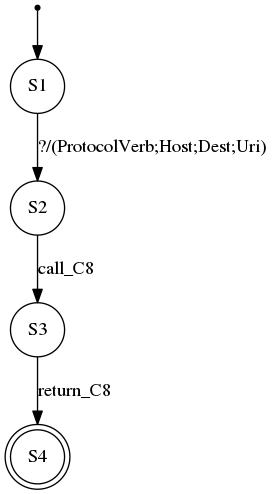 S1
?/(ProtocolVerb;Host;Dest;Uri)
S2
call_C8
S3
return_C8
S4